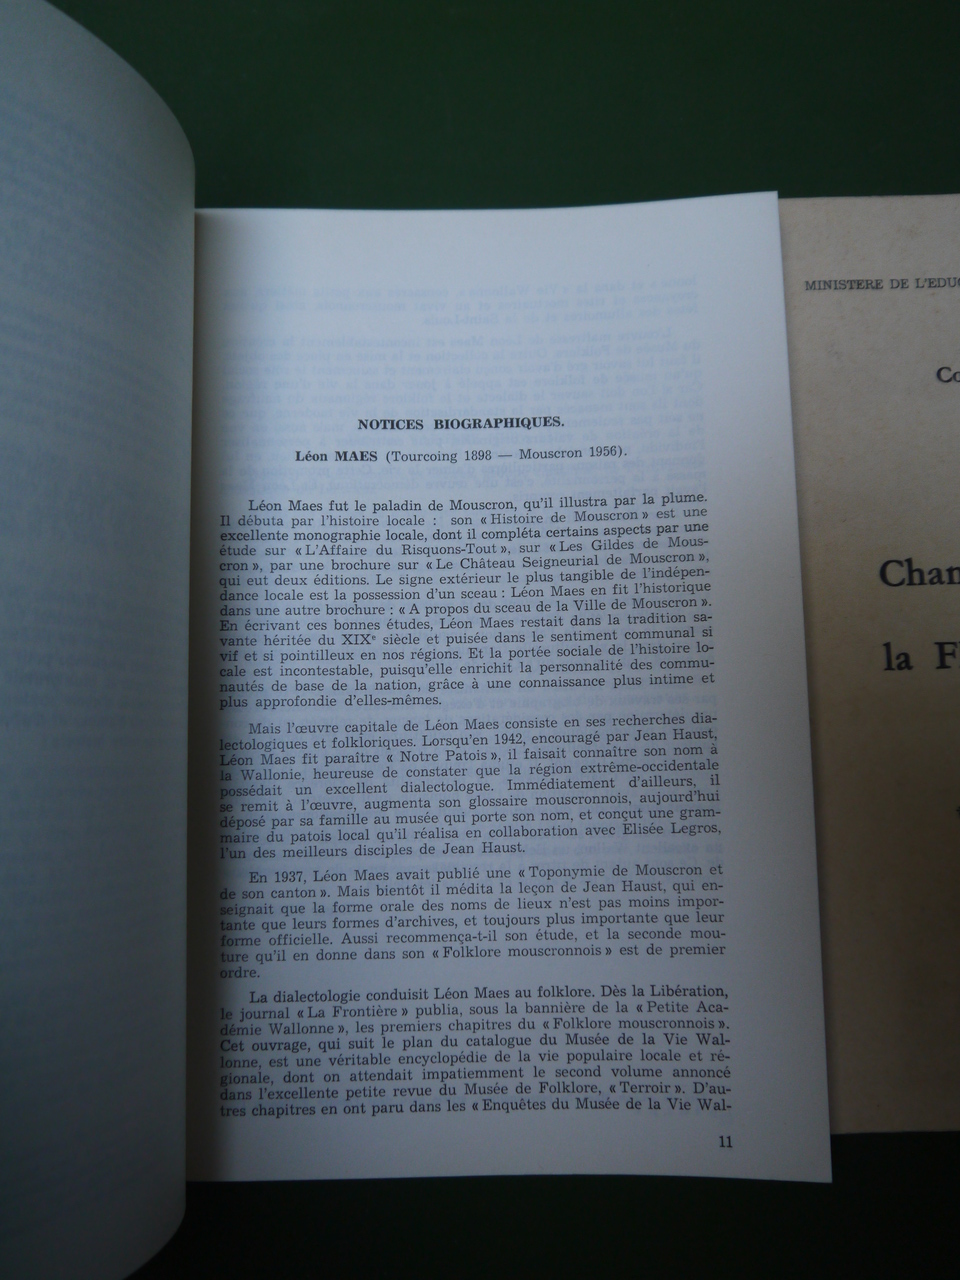 NOTICES BIOGRAPHIQUES.
Léon MAES (Tourcoing 1898 — Mouscron 1956).
Léon Maes fut le paladin de Mouscron, qu'il illustra par la plume.
Il débuta par l'histoire locale : son « Histoire de Mouscron » est une
excellente monographie locale, dont il compléta certains aspects par une
étude sur « L'Affaire du Risquons-Tout », sur « Les Gildes de Mous-
cron », par une brochure sur « Le Château Seigneurial de Mouscron »,
qui eut deux éditions. Le signe extérieur le plus tangible de l'indépen-
dance locale est la possession d'un sceau : Léon Maes en fit l'historique
dans une autre brochure : « A propos du sceau de la Ville de Mouscron ».
En écrivant ces bonnes études, Léon Maes restait dans la tradition sa-
vante héritée du XIXe siècle et puisée dans le sentiment communal si
vif et si pointilleux en nos régions. Et la portée sociale de l'histoire lo-
cale est incontestable, puisqu'elle enrichit la personnalité des commu-
nautés de base de la nation, grâce à une connaissance plus intime et
plus approfondie d'elles-mêmes.
Mais l'œuvre capitale de Léon Maes consiste en ses recherches dia-
lectologiques et folkloriques. Lorsqu'en 1942, encouragé par Jean Haust,
Léon Maes fit paraître « Notre Patois », il faisait connaître son nom à
la Wallonie, heureuse de constater que la région extrême-occidentale
possédait un excellent dialectologue. Immédiatement d'ailleurs, il
se remit à l'œuvre, augmenta son glossaire mouscronnois, aujourd'hui
déposé par sa famille au musée qui porte son nom, et conçut une gram-
maire du patois local qu'il réalisa en collaboration avec Elisée Legros,
l'un des meilleurs disciples de Jean Haust.
En 1937, Léon Maes avait publié une « Toponymie de Mouscron et
de son canton ». Mais bientôt il médita la leçon de Jean Haust, qui en-
seignait que la forme orale des noms de lieux n'est pas moins impor-
tante que leurs formes d'archives, et toujours plus importante que leur
forme officielle. Aussi recommença-t-il son étude, et la seconde mou-
ture qu'il en donne dans son « Folklore mouscronnois » est de premier
ordre.
La dialectologie conduisit Léon Maes au folklore. Dès la Libération,
le journal « La Frontière » publia, sous la bannière de la « Petite Aca-
démie Wallonne », les premiers chapitres du « Folklore mouscronnois ».
Cet ouvrage, qui suit le plan du catalogue du Musée de la Vie Wal-
lonne, est une véritable encyclopédie de la vie populaire locale et ré-
gionale, dont on attendait impatiemment le second volume annoncé
dans l'excellente petite revue du Musée de Folklore, « Terroir ». D'au-
tres chapitres en ont paru dans les « Enquêtes du Musée de la Vie Wal-
11
MINISTERE DE L'EDUC
Co
Chan
la F